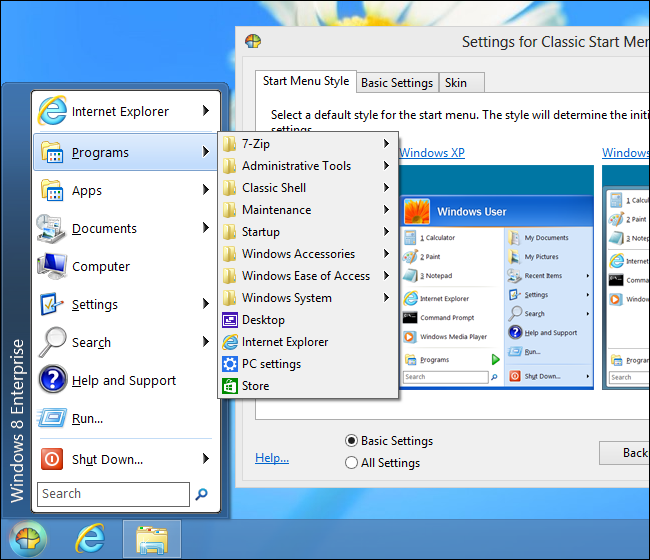 Settings for Classic Start Men
Start Menu Style
Basic Settings
Skin
Select a default style for the start menu. The style will determine the initi
settings.
Windows XP
Windows
Windows 8 Enterprise
Internet Explorer
Programs
Apps
Documents
Computer
Settings
Search
Help and Support
Run...
Shut Down...
Search
7-Zip
Administrative Tools
Classic Shell
Maintenance
Startup
Windows Accessories
Windows Ease of Access
Windows System
Desktop
Internet Explorer
PC settings
Store
Windows User
1 Calculator
2 Paint
3 Notepad
Internet Explorer
Command Prompt
Windows Media Player
Programs
Search
My Documents
My Pictures
Recent Items
Settings
Search
Help and Support
Run...
Shut Down...
1 Calcula
2 Paint
3 Notepa
Internet
Comma
Window
Program
Search
Help...
Basic Settings
All Settings
Back